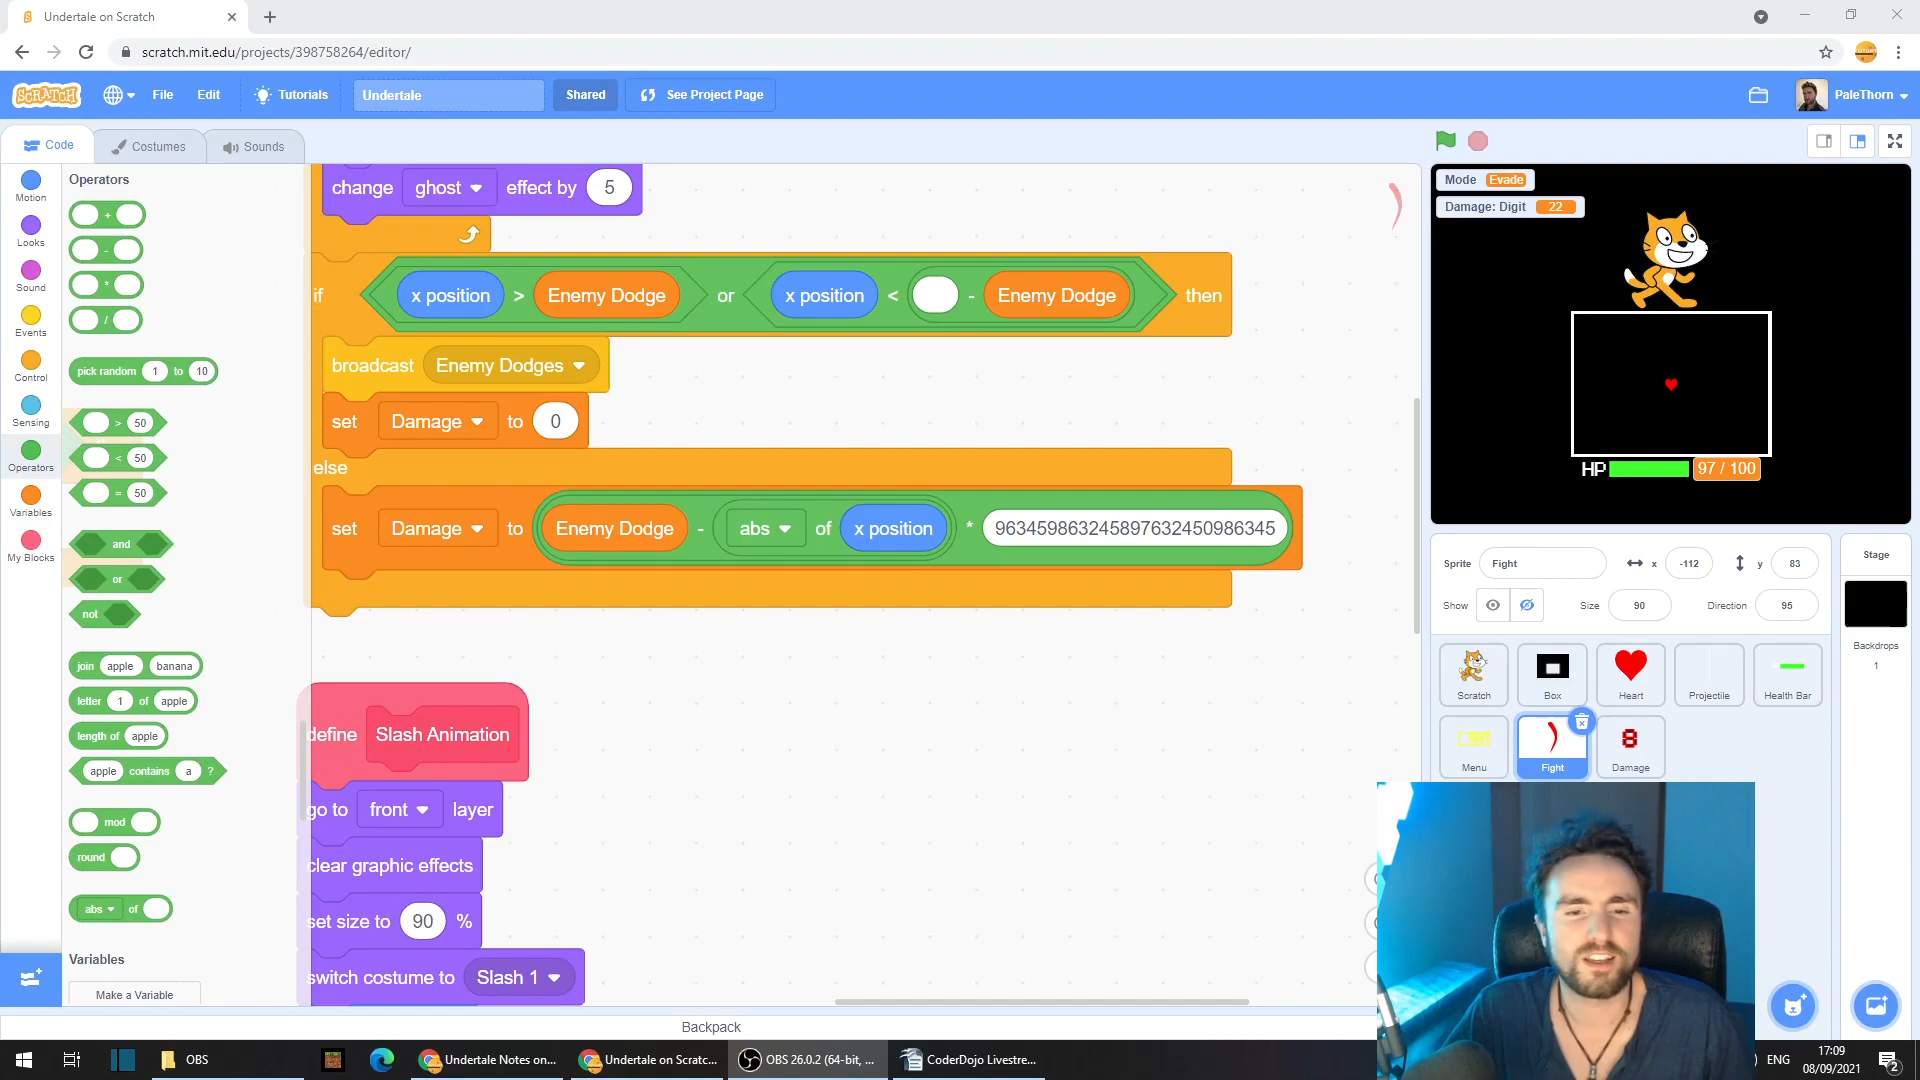 Undertale on Scratch
scratch.mit.edu/projects/398758264/editor/
SCRATCH File Edit Tutorials Undertale Shared See Project Page PaleThorn
Code Costumes Sounds
Motion
Looks
Sound
Events
Control
Sensing
Operators
Variables
My Blocks
Operators
+
-
*
/
pick random 1 to 10
> 50
< 50
= 50
and
or
not
join apple banana
letter 1 of apple
length of apple
apple contains a ?
mod
round
abs of
Variables
Make a Variable
change ghost effect by 5
if x position > Enemy Dodge or x position < - Enemy Dodge then
broadcast Enemy Dodges
set Damage to 0
else
set Damage to Enemy Dodge - abs of x position * 963459863245897632450986345
define Slash Animation
go to front layer
clear graphic effects
set size to 90 %
switch costume to Slash 1
Backpack
Mode Evade
Damage: Digit 22
HP 97 / 100
Sprite Fight x -112 y 83
Show Size 90 Direction 95
Scratch Box Heart Projectile Health Bar
Menu Fight Damage
Stage
Backdrops
1
OBS
Undertale Notes on...
Undertale on Scratc...
OBS 26.0.2 (64-bit, ...
CoderDojo Livestre...
ENG
17:09
08/09/2021
2